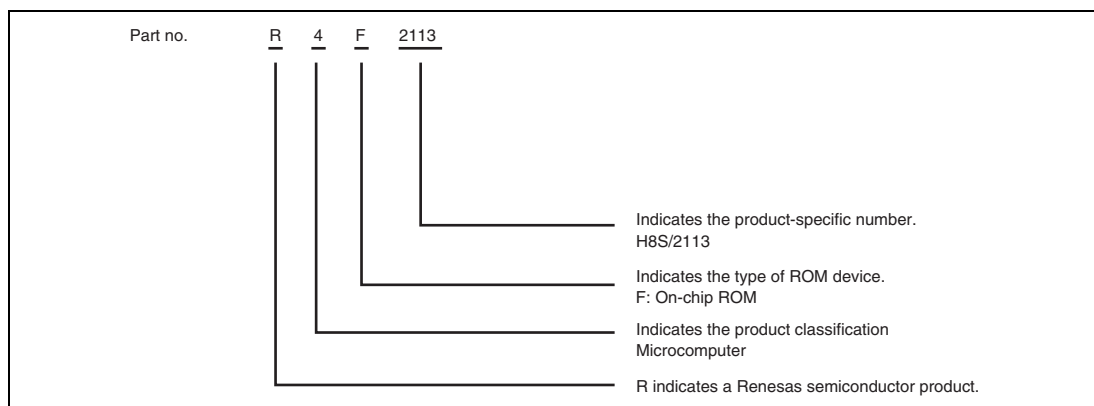 Part no. R 4 F 2113
Indicates the product-specific number.
H8S/2113
Indicates the type of ROM device.
F: On-chip ROM
Indicates the product classification
Microcomputer
R indicates a Renesas semiconductor product.